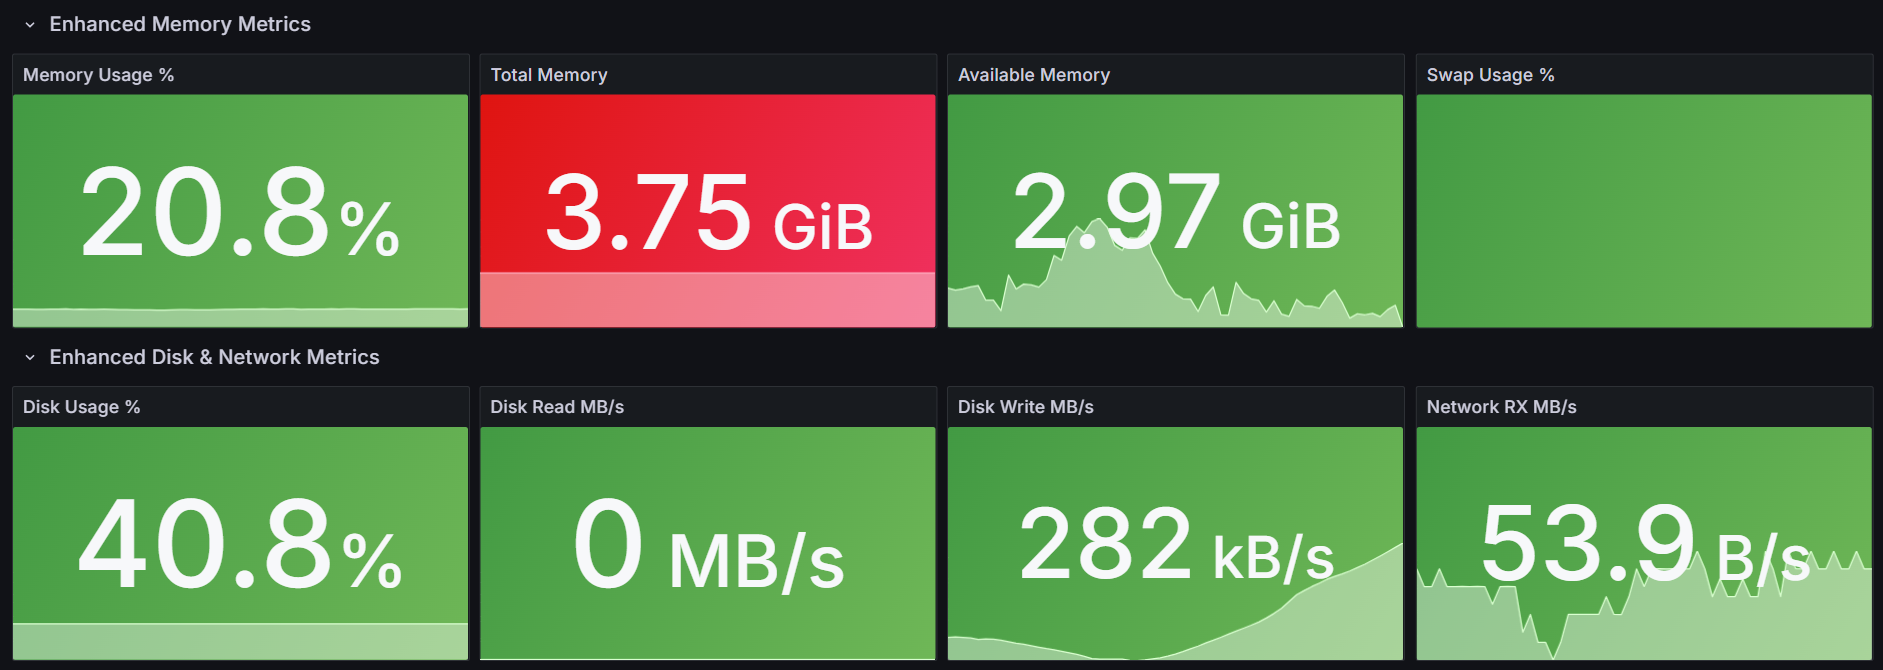 Enhanced Memory Metrics
Memory Usage %
Total Memory
Available Memory
Swap Usage %
20.8%
3.75 GiB
2.97 GiB
Enhanced Disk & Network Metrics
Disk Usage %
Disk Read MB/s
Disk Write MB/s
Network RX MB/s
40.8%
0 MB/s
282 kB/s
53.9 B/s